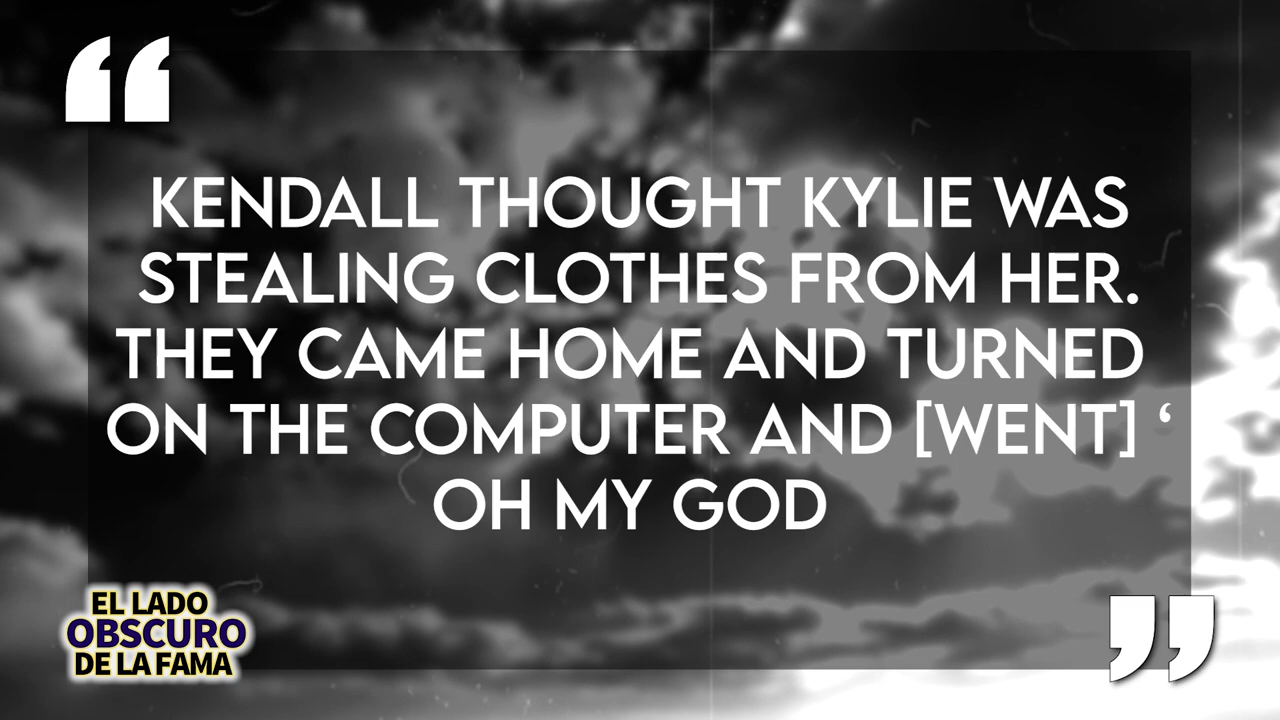 “
KENDALL THOUGHT KYLIE WAS
STEALING CLOTHES FROM HER.
THEY CAME HOME AND TURNED
ON THE COMPUTER AND [WENT] ‘
OH MY GOD
”
EL LADO
OBSCURO
DE LA FAMA